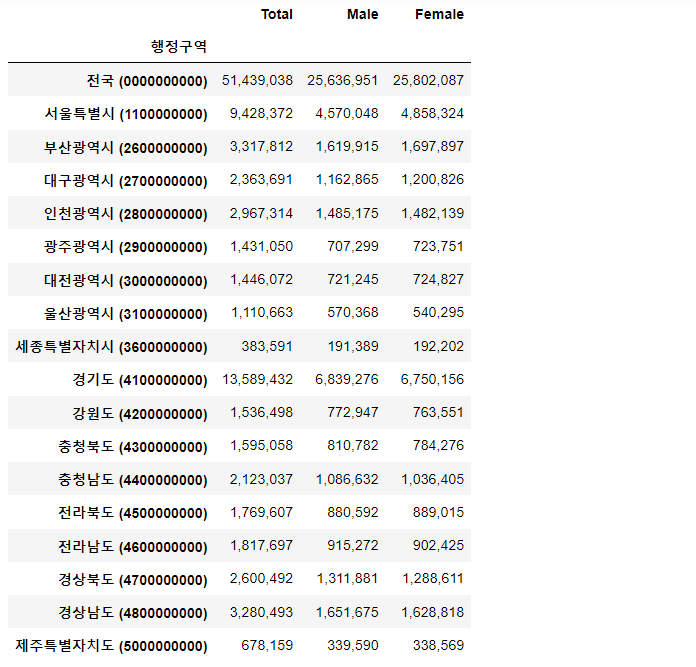 Total Male Female
행정구역
전국 (0000000000) 51,439,038 25,636,951 25,802,087
서울특별시 (1100000000) 9,428,372 4,570,048 4,858,324
부산광역시 (2600000000) 3,317,812 1,619,915 1,697,897
대구광역시 (2700000000) 2,363,691 1,162,865 1,200,826
인천광역시 (2800000000) 2,967,314 1,485,175 1,482,139
광주광역시 (2900000000) 1,431,050 707,299 723,751
대전광역시 (3000000000) 1,446,072 721,245 724,827
울산광역시 (3100000000) 1,110,663 570,368 540,295
세종특별자치시 (3600000000) 383,591 191,389 192,202
경기도 (4100000000) 13,589,432 6,839,276 6,750,156
강원도 (4200000000) 1,536,498 772,947 763,551
충청북도 (4300000000) 1,595,058 810,782 784,276
충청남도 (4400000000) 2,123,037 1,086,632 1,036,405
전라북도 (4500000000) 1,769,607 880,592 889,015
전라남도 (4600000000) 1,817,697 915,272 902,425
경상북도 (4700000000) 2,600,492 1,311,881 1,288,611
경상남도 (4800000000) 3,280,493 1,651,675 1,628,818
제주특별자치도 (5000000000) 678,159 339,590 338,569